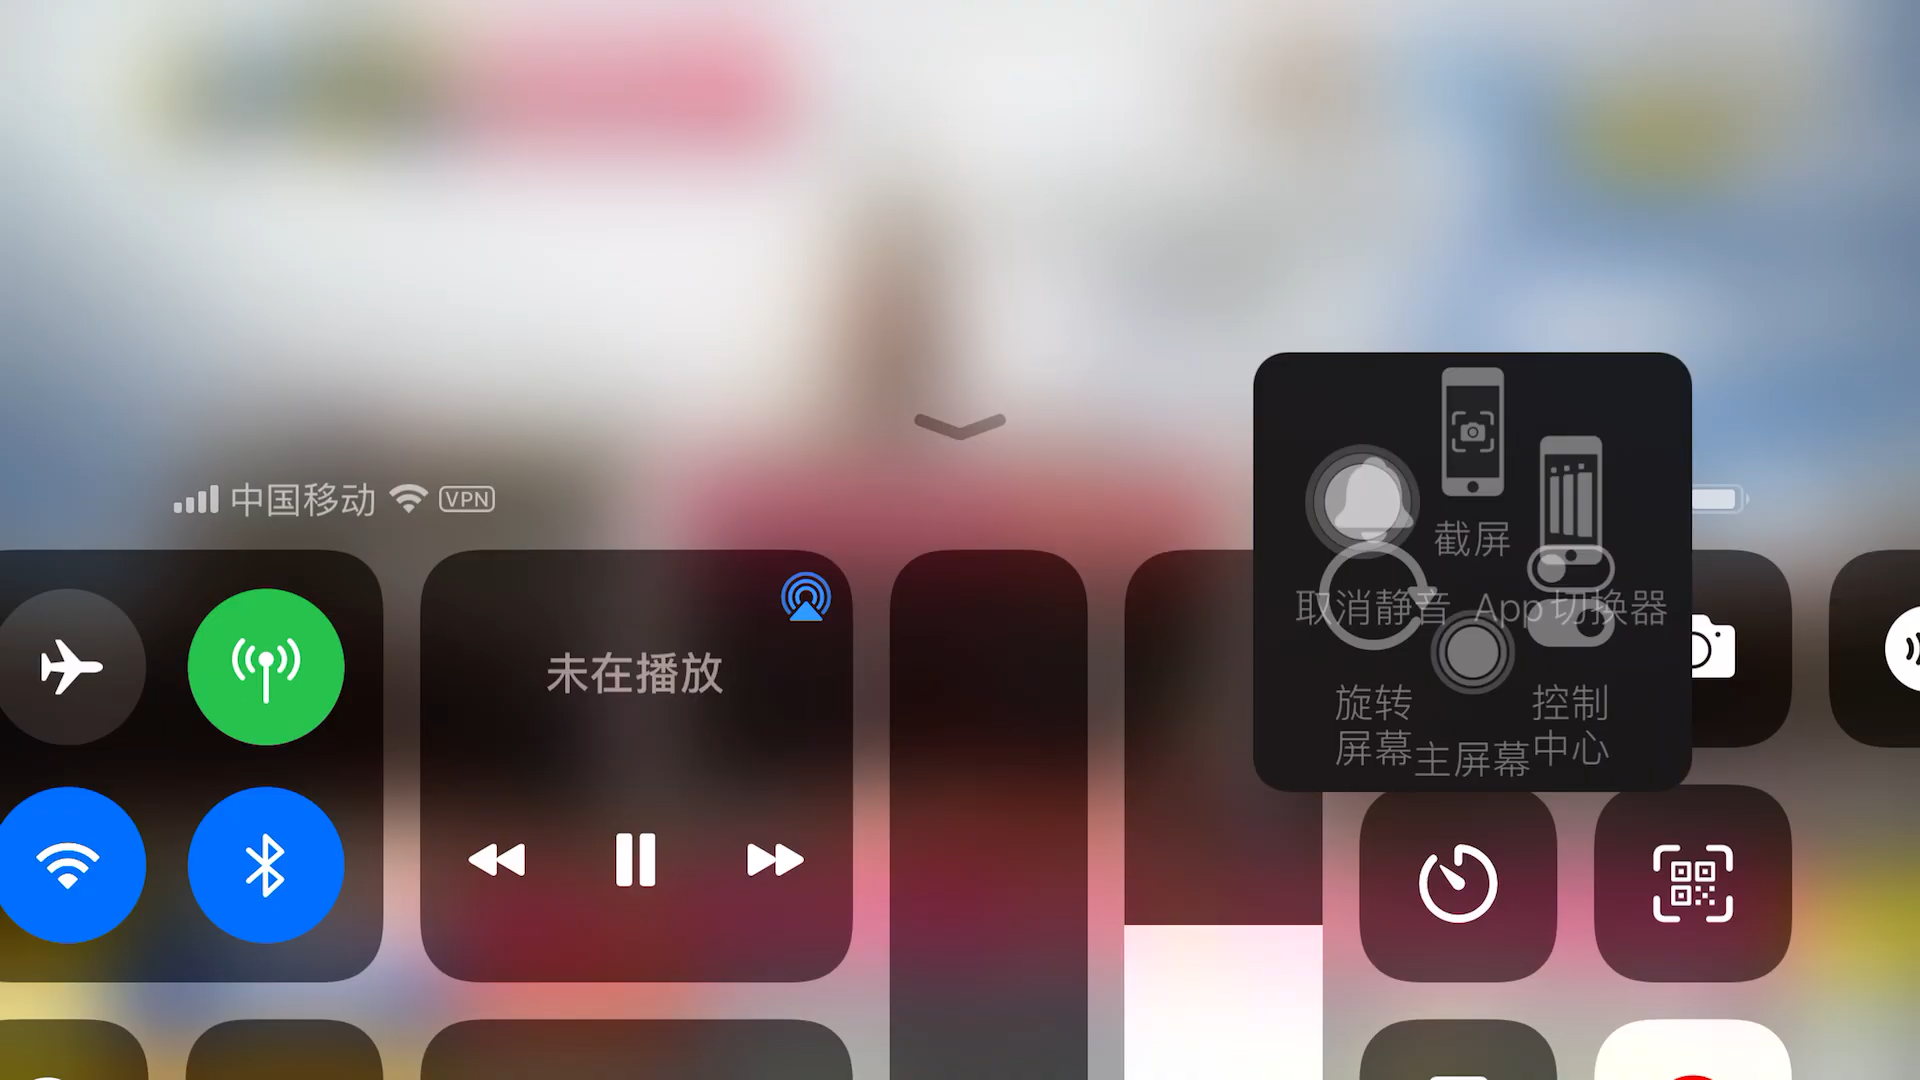 中国移动 VPN
截屏
取消静音 App切换器
未在播放
旋转
屏幕
控制
中心
主屏幕